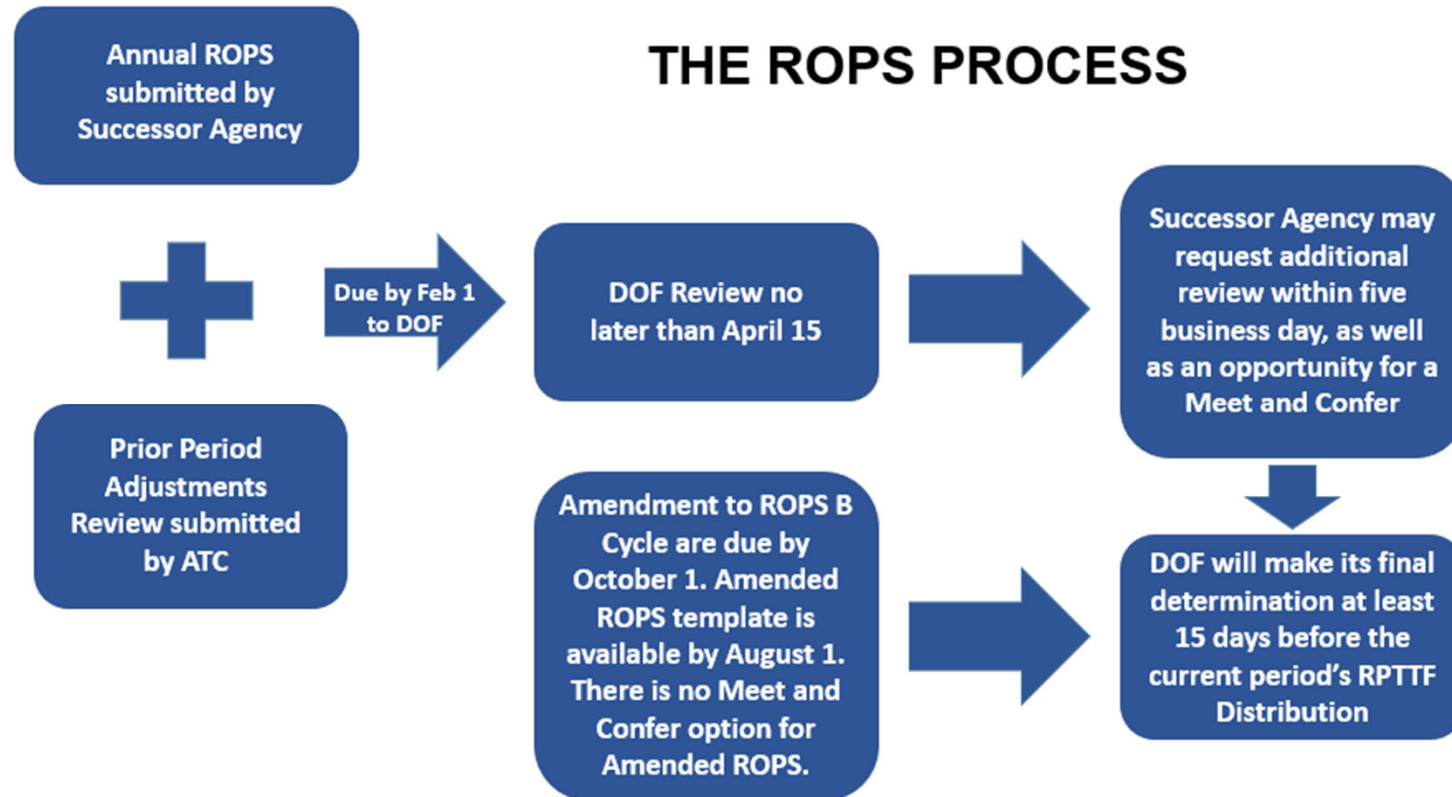 THE ROPS PROCESS
Annual ROPS
submitted by
Successor Agency
Prior Period
Adjustments
Review submitted
by ATC
Due by Feb 1
to DOF
DOF Review no
later than April 15
Successor Agency may
request additional
review within five
business day, as well
as an opportunity for a
Meet and Confer
Amendment to ROPS B
Cycle are due by
October 1. Amended
ROPS template is
available by August 1.
There is no Meet and
Confer option for
Amended ROPS.
DOF will make its final
determination at least
15 days before the
current period’s RPTTF
Distribution